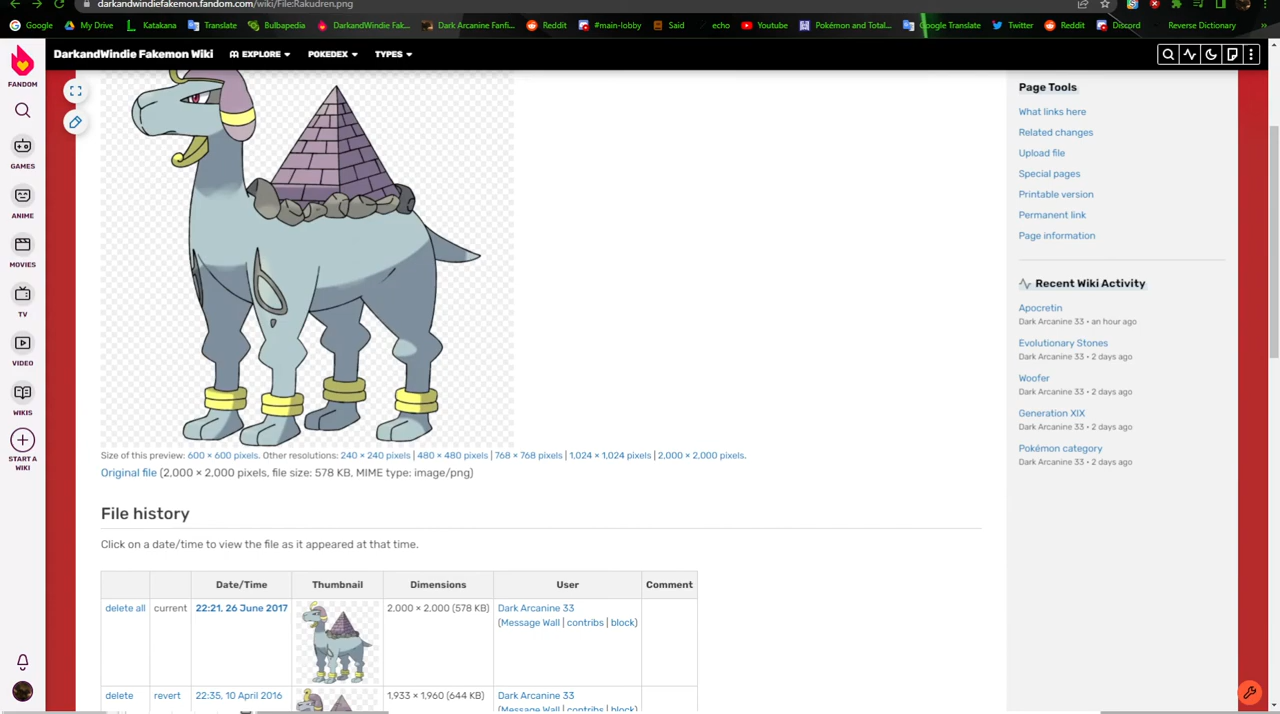 darkandwindiefakemon.fandom.com/wiki/File:Rakudren.png
Google My Drive Katakana Translate Bulbapedia DarkandWindie Fak... Dark Arcanine Fanfi... Reddit #main-lobby Said echo YouTube Pokémon and Total... Google Translate Twitter Reddit Discord Reverse Dictionary »
DarkandWindie Fakemon Wiki EXPLORE POKEDEX TYPES
FANDOM
GAMES
ANIME
MOVIES
TV
VIDEO
WIKIS
START A
WIKI
Page Tools
What links here
Related changes
Upload file
Special pages
Printable version
Permanent link
Page information
Recent Wiki Activity
Apocretin
Dark Arcanine 33 • an hour ago
Evolutionary Stones
Dark Arcanine 33 • 2 days ago
Woofer
Dark Arcanine 33 • 2 days ago
Generation XIX
Dark Arcanine 33 • 2 days ago
Pokémon category
Dark Arcanine 33 • 2 days ago
Size of this preview: 600 × 600 pixels. Other resolutions: 240 × 240 pixels | 480 × 480 pixels | 768 × 768 pixels | 1,024 × 1,024 pixels | 2,000 × 2,000 pixels.
Original file (2,000 × 2,000 pixels, file size: 578 KB, MIME type: image/png)
File history
Click on a date/time to view the file as it appeared at that time.
Date/Time Thumbnail Dimensions User Comment
delete all current 22:21, 26 June 2017 2,000 × 2,000 (578 KB) Dark Arcanine 33
(Message Wall | contribs | block)
delete revert 22:35, 10 April 2016 1,933 × 1,960 (644 KB) Dark Arcanine 33
(Message Wall | contribs | block)